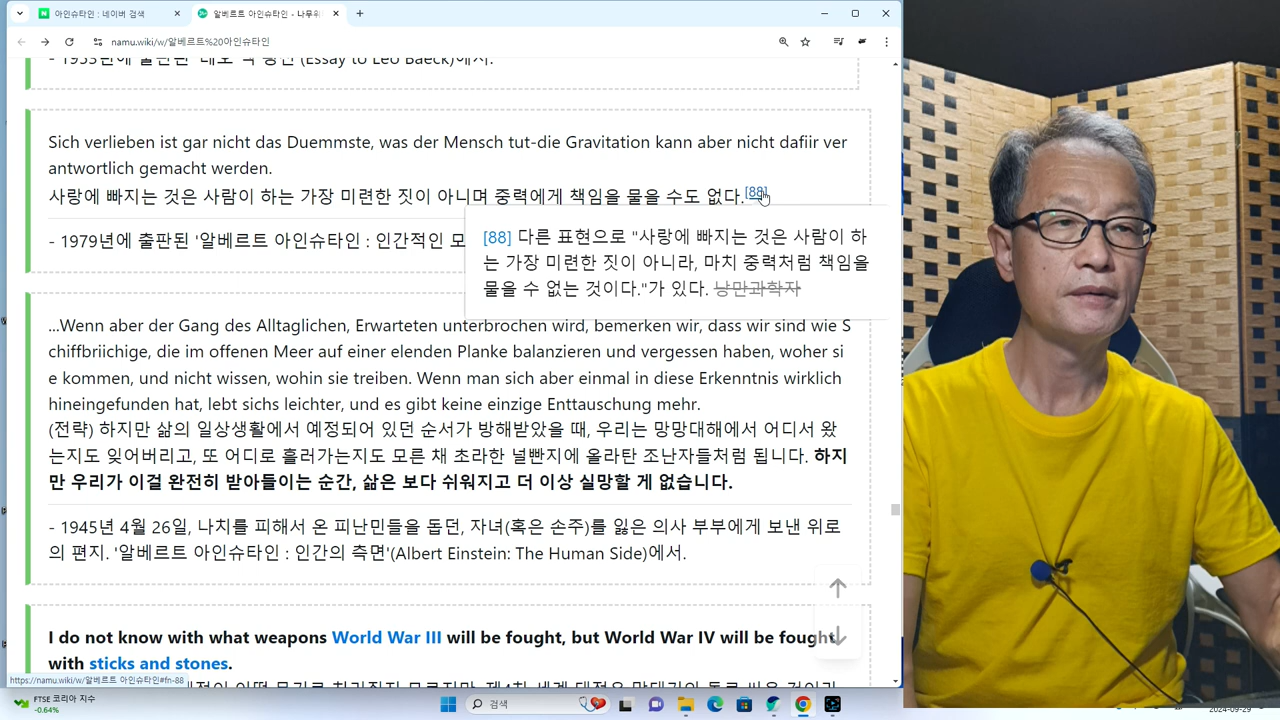 아인슈타인 : 네이버 검색
알베르트 아인슈타인 - 나무위
namu.wiki/w/알베르트%20아인슈타인
(Essay to Leo Baeck)에서.
Sich verlieben ist gar nicht das Duemmste, was der Mensch tut-die Gravitation kann aber nicht dafiir ver
antwortlich gemacht werden.
사랑에 빠지는 것은 사람이 하는 가장 미련한 짓이 아니며 중력에게 책임을 물을 수도 없다.[88]
- 1979년에 출판된 '알베르트 아인슈타인 : 인간적인 모
[88] 다른 표현으로 "사랑에 빠지는 것은 사람이 하
는 가장 미련한 짓이 아니라, 마치 중력처럼 책임을
물을 수 없는 것이다."가 있다. 낭만과학자
...Wenn aber der Gang des Alltaglichen, Erwarteten unterbrochen wird, bemerken wir, dass wir sind wie S
chiffbriichige, die im offenen Meer auf einer elenden Planke balanzieren und vergessen haben, woher si
e kommen, und nicht wissen, wohin sie treiben. Wenn man sich aber einmal in diese Erkenntnis wirklich
hineingefunden hat, lebt sichs leichter, und es gibt keine einzige Enttauschung mehr.
(전략) 하지만 삶의 일상생활에서 예정되어 있던 순서가 방해받았을 때, 우리는 망망대해에서 어디서 왔
는지도 잊어버리고, 또 어디로 흘러가는지도 모른 채 초라한 널빤지에 올라탄 조난자들처럼 됩니다. 하지
만 우리가 이걸 완전히 받아들이는 순간, 삶은 보다 쉬워지고 더 이상 실망할 게 없습니다.
- 1945년 4월 26일, 나치를 피해서 온 피난민들을 돕던, 자녀(혹은 손주)를 잃은 의사 부부에게 보낸 위로
의 편지. '알베르트 아인슈타인 : 인간의 측면'(Albert Einstein: The Human Side)에서.
I do not know with what weapons World War III will be fought, but World War IV will be fought
with sticks and stones.
https://namu.wiki/w/알베르트 아인슈타인#fn-88
FTSE 코리아 지수
-0.64%
검색
2024-09-29